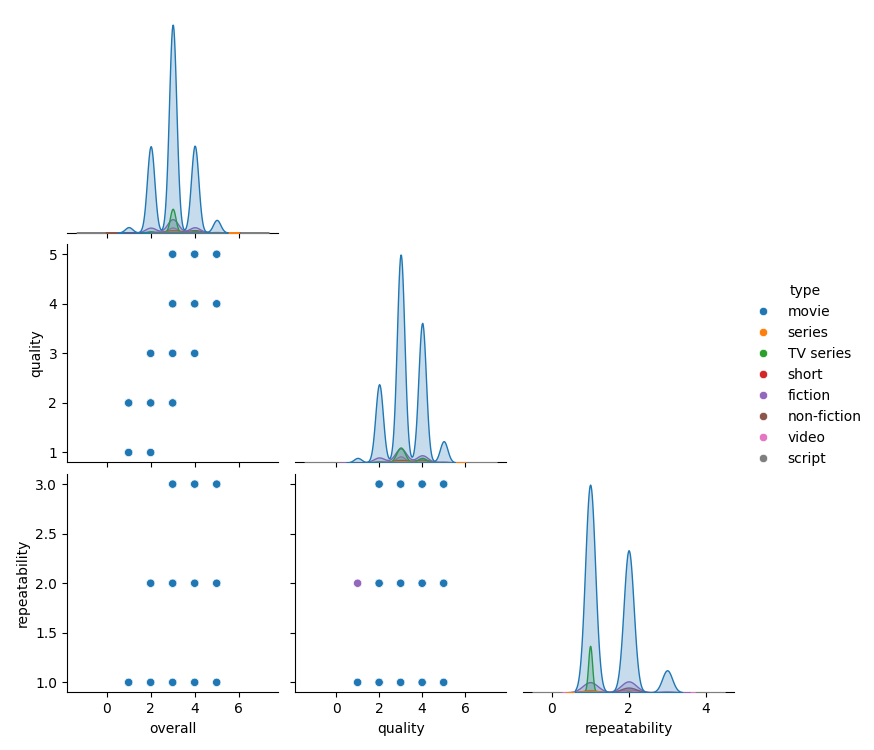 quality
5
4
3
2
1
type
movie
series
TV series
short
fiction
non-fiction
video
script
repeatability
3.0
2.5
2.0
1.5
1.0
0 2 4 6
overall
0 2 4 6
quality
0 2 4
repeatability